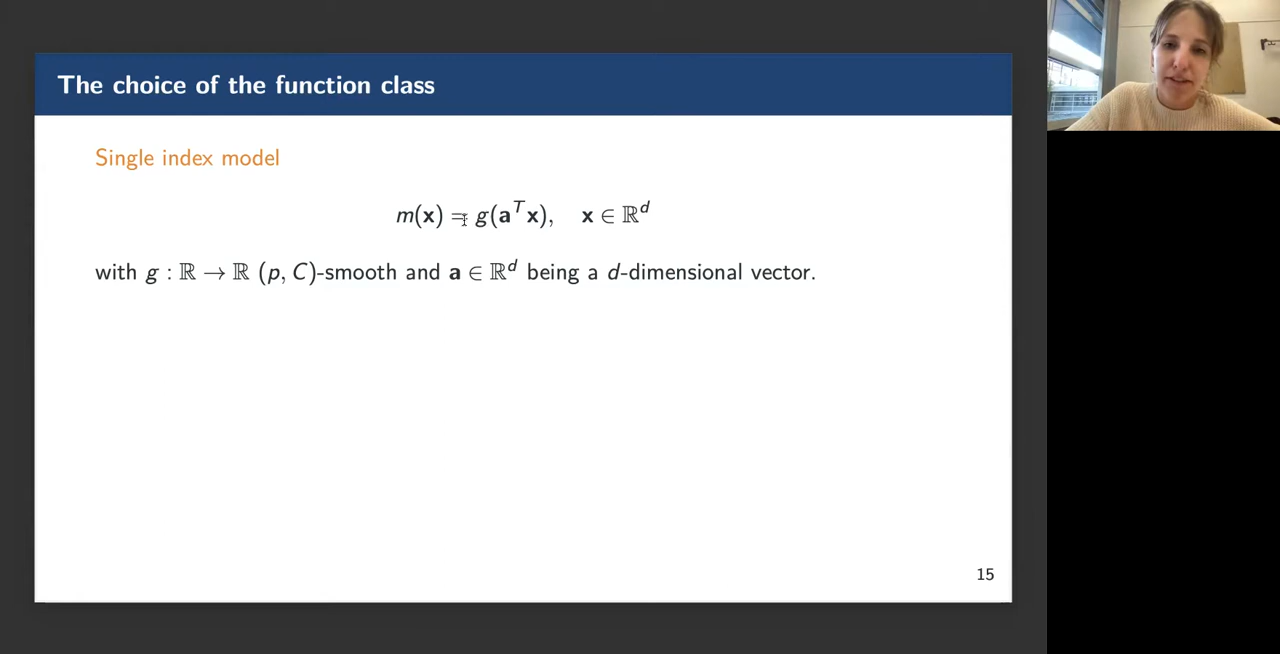 The choice of the function class
Single index model
m(𝐱) = g(𝐚ᵀ𝐱), 𝐱 ∈ ℝᵈ
with g : ℝ → ℝ (p, C)-smooth and 𝐚 ∈ ℝᵈ being a d-dimensional vector.
15